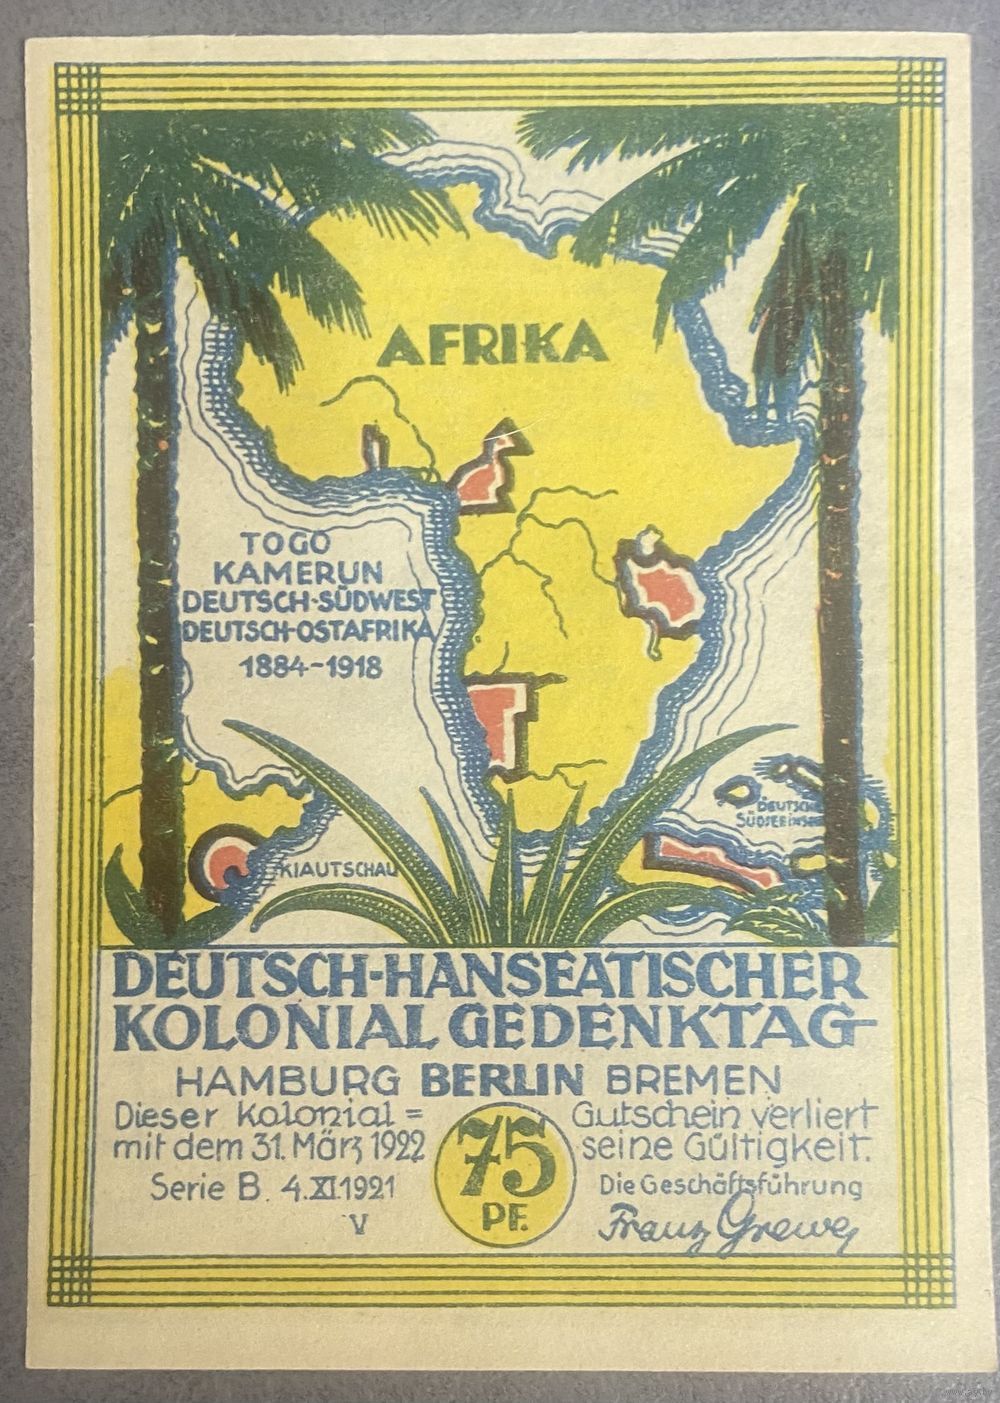 AFRIKA
TOGO
KAMERUN
DEUTSCH-SÜDWEST
DEUTSCH-OSTAFRIKA
1884-1918
DEUTSCHE
SÜDSEEINSELN
KIAUTSCHAU
DEUTSCH-HANSEATISCHER
KOLONIAL GEDENKTAG
HAMBURG BERLIN BREMEN
Dieser Kolonial= Gutschein verliert
mit dem 31. März 1922 seine Gültigkeit.
75
PF.
Serie B. 4.XI.1921 Die Geschäftsführung
V Franz Grewe